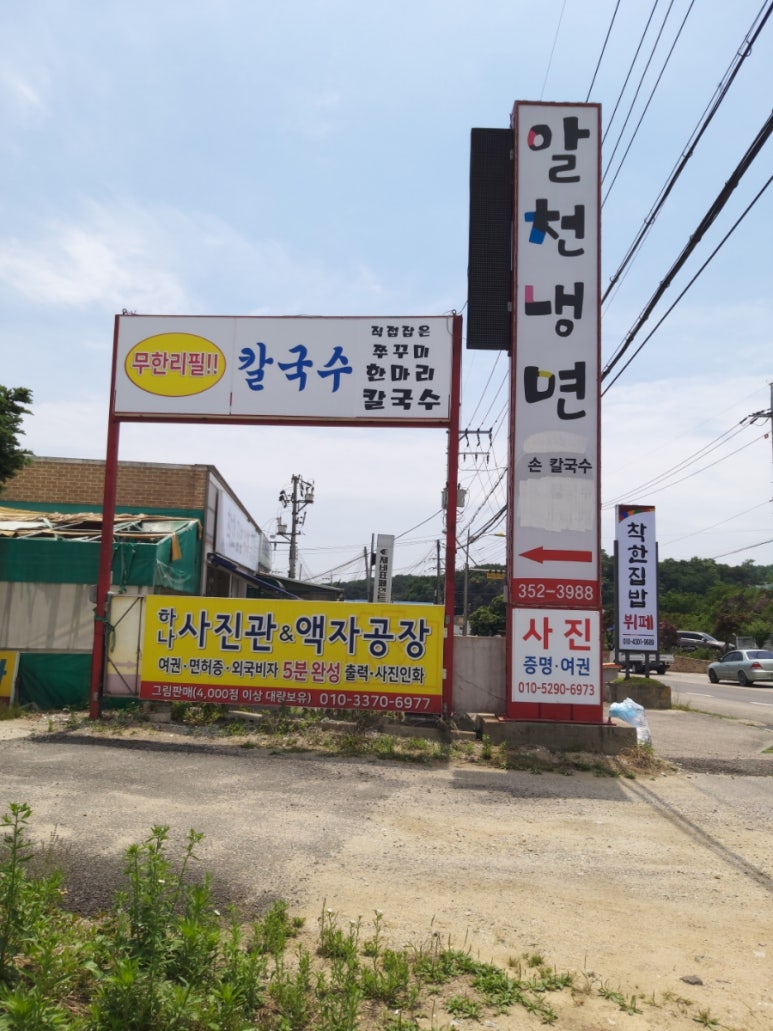 무한리필!!
칼국수
직접잡은
쭈꾸미
한마리
칼국수
알천냉면
손 칼국수
352-3988
사진
증명·여권
010-5290-6973
하나 사진관&액자공장
여권·면허증·외국비자 5분완성 출력·사진인화
그림판매(4,000점 이상 대량보유) 010-3370-6977
착한집밥
뷔페